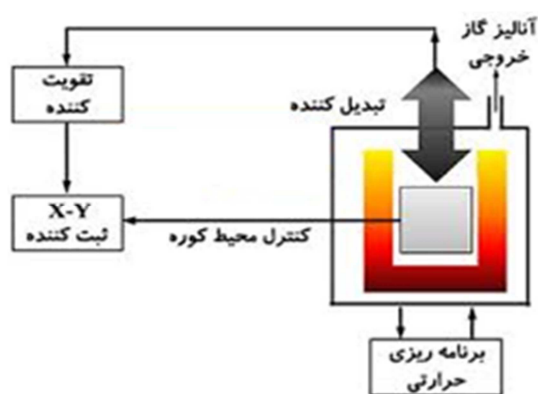 آنالیز گاز
خروجی
تقویت
کننده
تبدیل کننده
X-Y
ثبت کننده
کنترل محیط کوره
برنامه ریزی
حرارتی